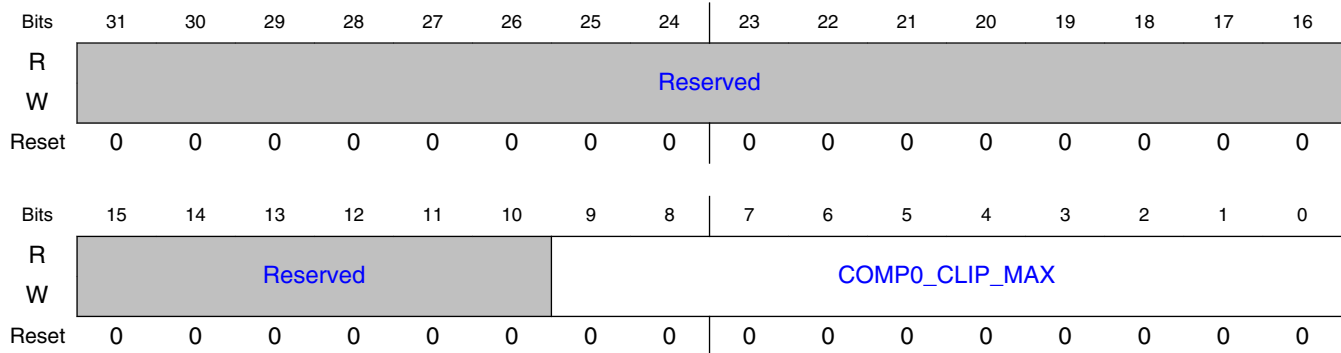 Bits 31 30 29 28 27 26 25 24 23 22 21 20 19 18 17 16
R
Reserved
W
Reset 0 0 0 0 0 0 0 0 0 0 0 0 0 0 0 0
Bits 15 14 13 12 11 10 9 8 7 6 5 4 3 2 1 0
R
Reserved COMP0_CLIP_MAX
W
Reset 0 0 0 0 0 0 0 0 0 0 0 0 0 0 0 0